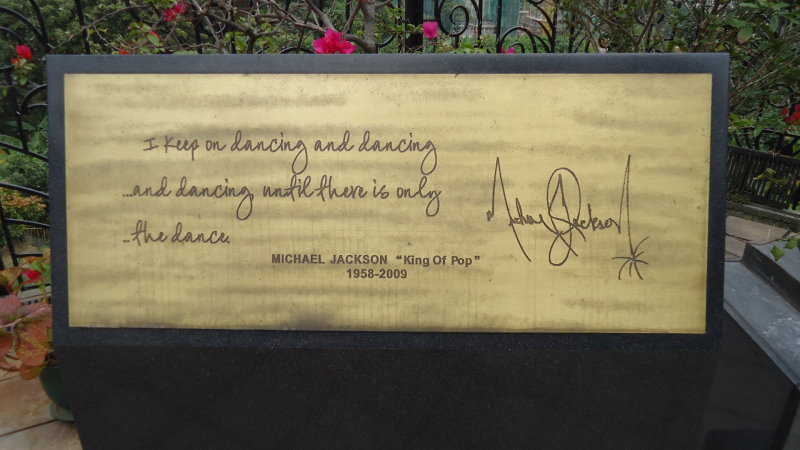 I keep on dancing and dancing
...and dancing, until there is only
..the dance.
MICHAEL JACKSON "King Of Pop"
1958-2009
Michael Jackson